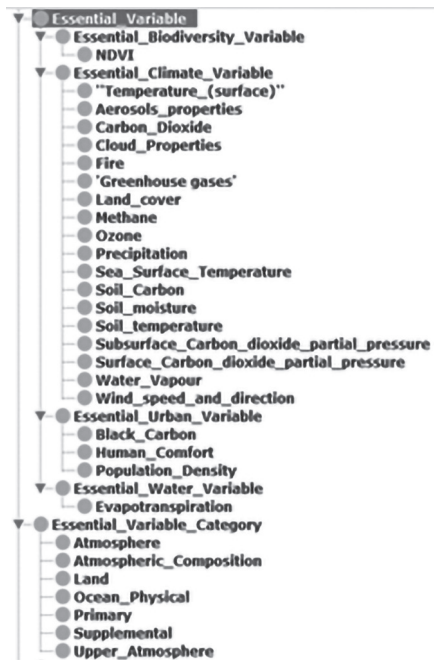 Essential_Variable
Essential_Biodiversity_Variable
NDVI
Essential_Climate_Variable
"Temperature_(surface)"
Aerosols_properties
Carbon_Dioxide
Cloud_Properties
Fire
'Greenhouse gases'
Land_cover
Methane
Ozone
Precipitation
Sea_Surface_Temperature
Soil_Carbon
Soil_moisture
Soil_temperature
Subsurface_Carbon_dioxide_partial_pressure
Surface_Carbon_dioxide_partial_pressure
Water_Vapour
Wind_speed_and_direction
Essential_Urban_Variable
Black_Carbon
Human_Comfort
Population_Density
Essential_Water_Variable
Evapotranspiration
Essential_Variable_Category
Atmosphere
Atmospheric_Composition
Land
Ocean_Physical
Primary
Supplemental
Upper_Atmosphere